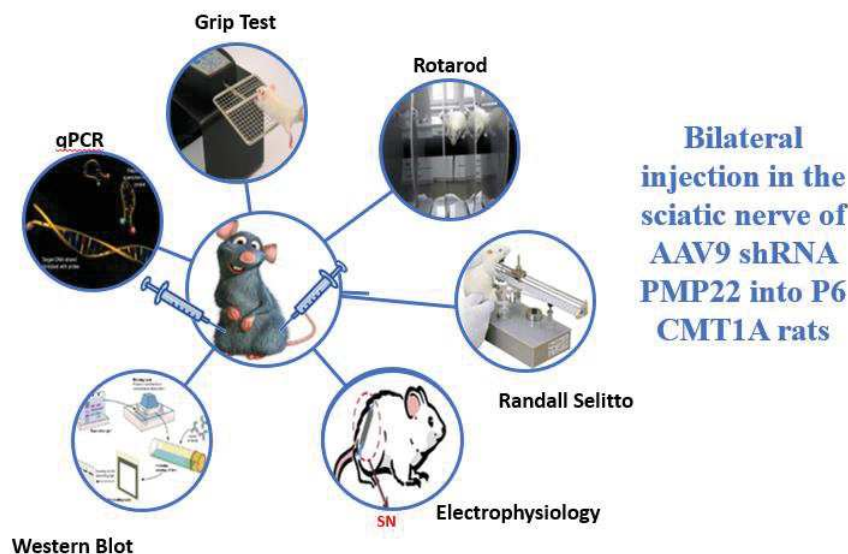 Grip Test
Rotarod
qPCR
Bilateral
injection in the
sciatic nerve of
AAV9 shRNA
PMP22 into P6
CMT1A rats
Randall Selitto
SN
Electrophysiology
Western Blot